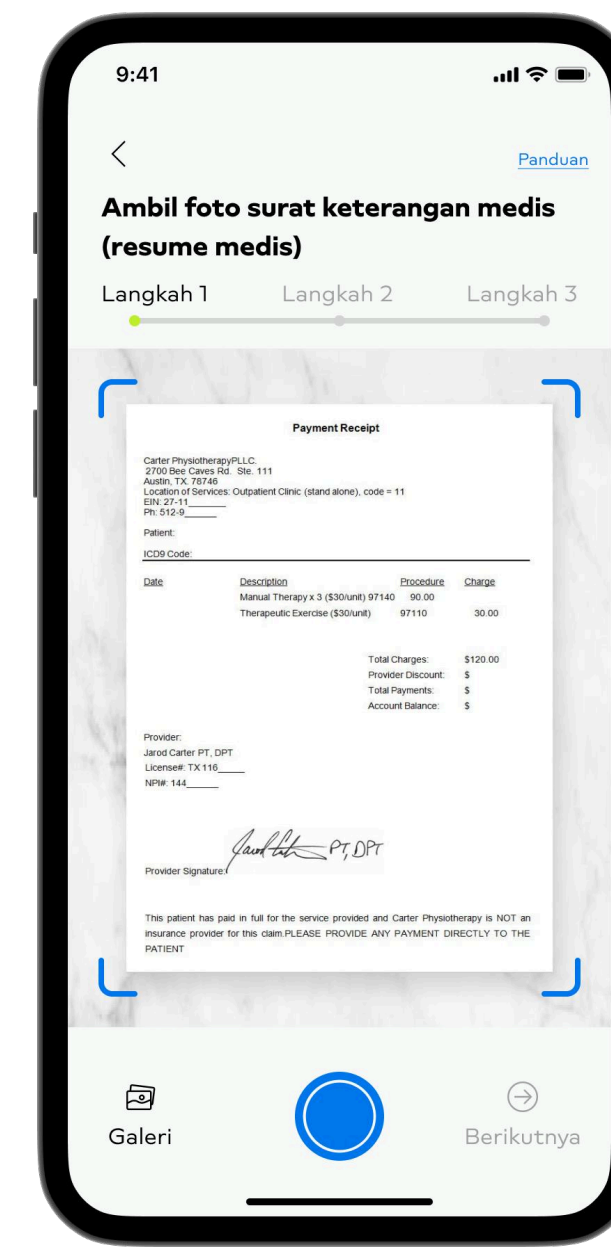 9:41
Panduan
Ambil foto surat keterangan medis
(resume medis)
Langkah 1 Langkah 2 Langkah 3
Payment Receipt
Carter PhysiotherapyPLLC.
2700 Bee Caves Rd. Ste. 111
Austin, TX. 78746
Location of Services: Outpatient Clinic (stand alone), code = 11
EIN: 27-11______
Ph: 512-9______
Patient:
ICD9 Code:
Date Description Procedure Charge
Manual Therapy x 3 ($30/unit) 97140 90.00
Therapeutic Exercise ($30/unit) 97110 30.00
Total Charges: $120.00
Provider Discount: $
Total Payments: $
Account Balance: $
Provider:
Jarod Carter PT, DPT
License#: TX 116_____
NPI#: 144______
PT, DPT
Provider Signature:
This patient has paid in full for the service provided and Carter Physiotherapy is NOT an
insurance provider for this claim.PLEASE PROVIDE ANY PAYMENT DIRECTLY TO THE
PATIENT
Galeri Berikutnya